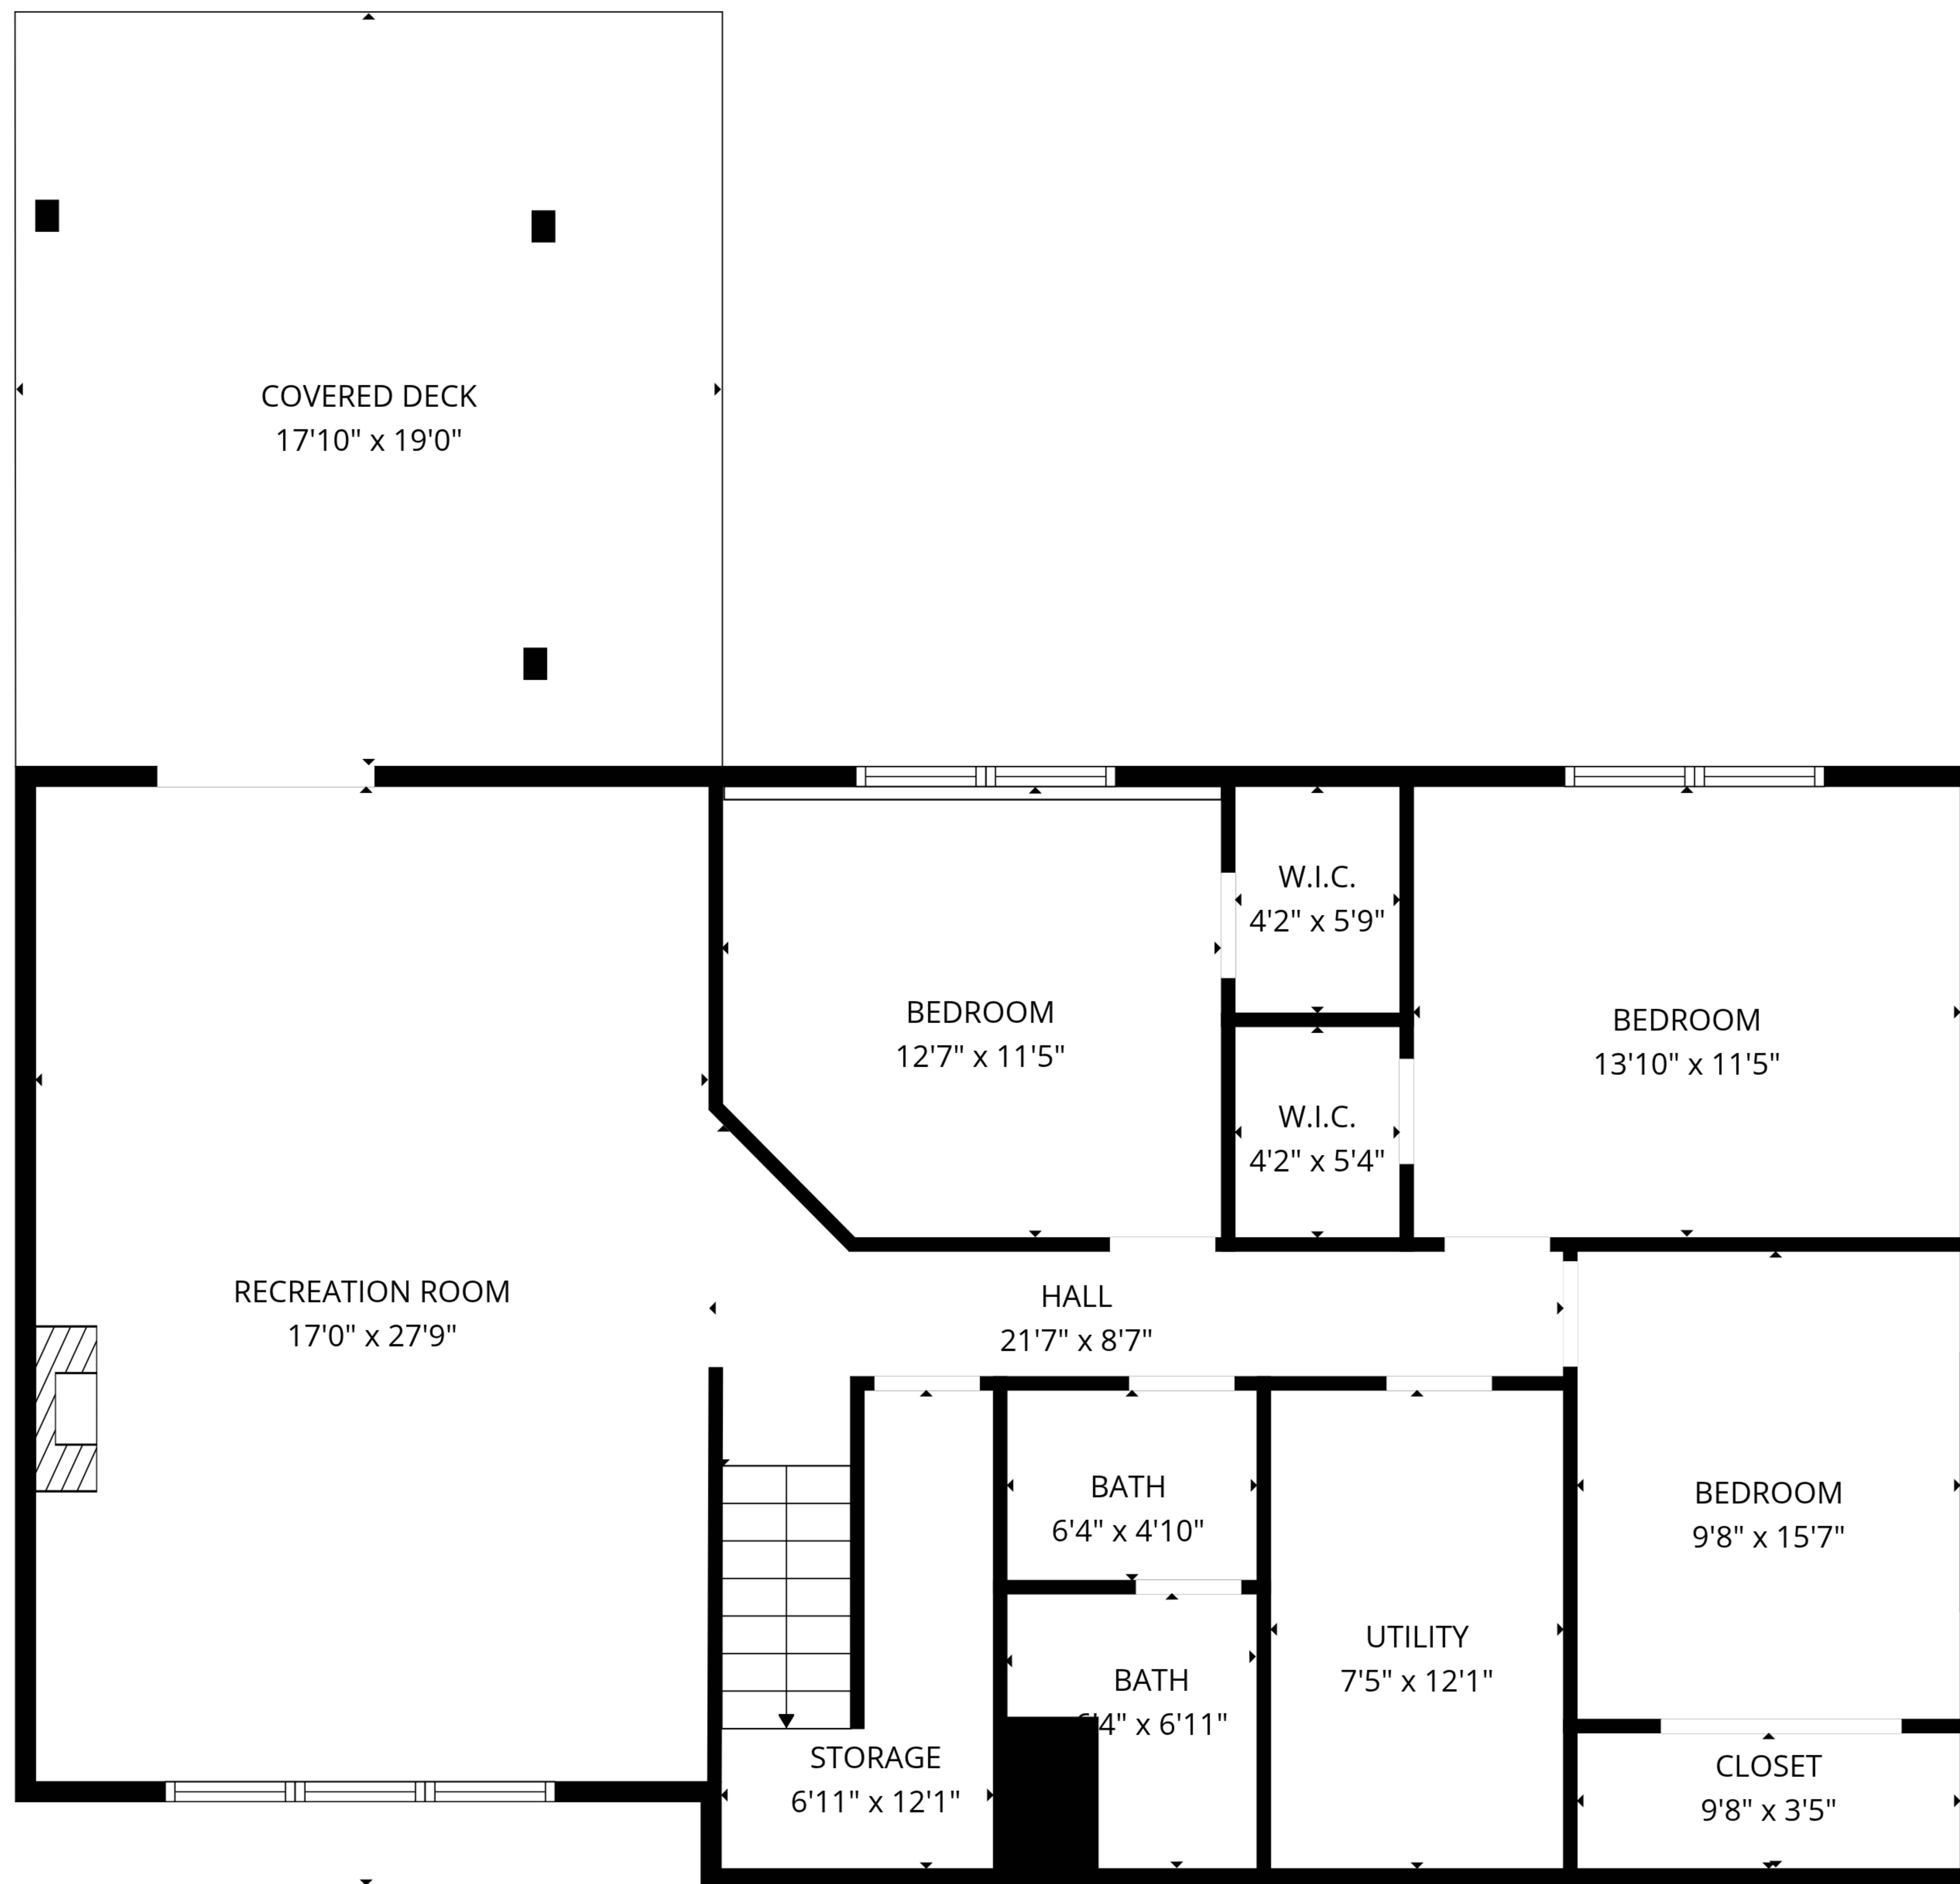 COVERED DECK
17'10" x 19'0"
W.I.C.
4'2" x 5'9"
BEDROOM
12'7" x 11'5"
BEDROOM
13'10" x 11'5"
W.I.C.
4'2" x 5'4"
RECREATION ROOM
17'0" x 27'9"
HALL
21'7" x 8'7"
BATH
6'4" x 4'10"
BEDROOM
9'8" x 15'7"
UTILITY
7'5" x 12'1"
BATH
6'4" x 6'11"
STORAGE
6'11" x 12'1"
CLOSET
9'8" x 3'5"